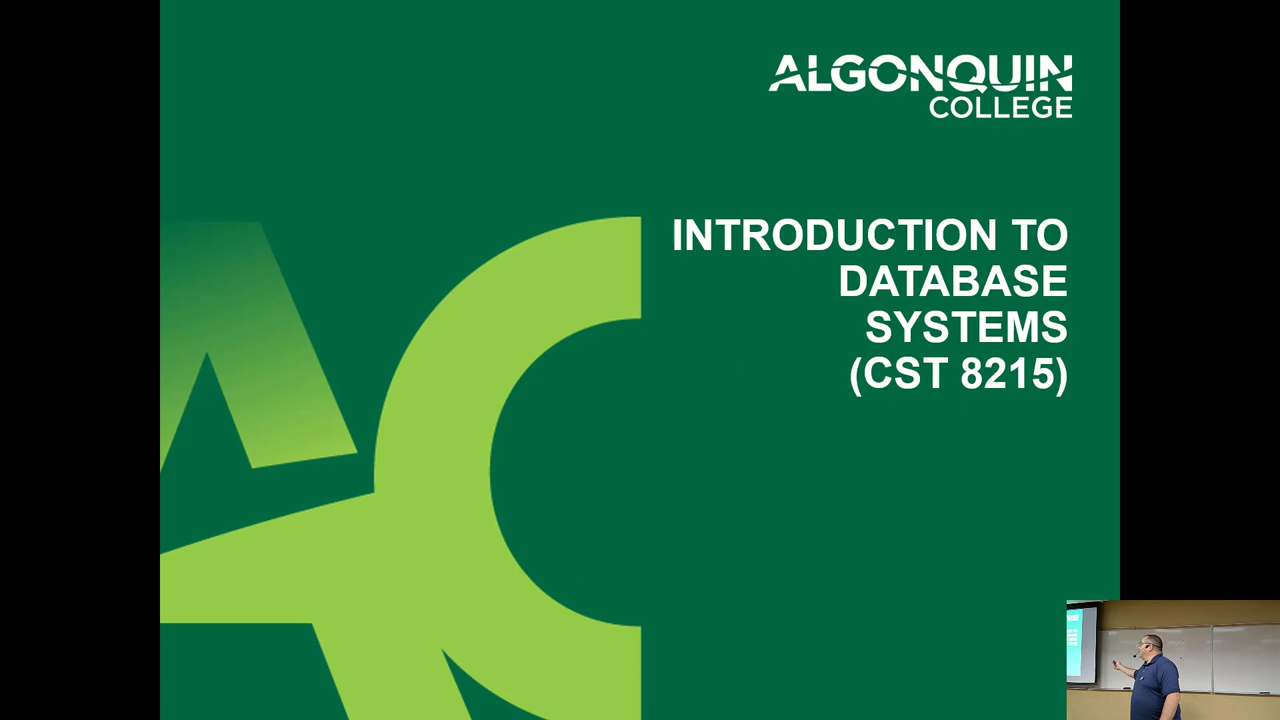 ALGONQUIN
COLLEGE
INTRODUCTION TO
DATABASE
SYSTEMS
(CST 8215)